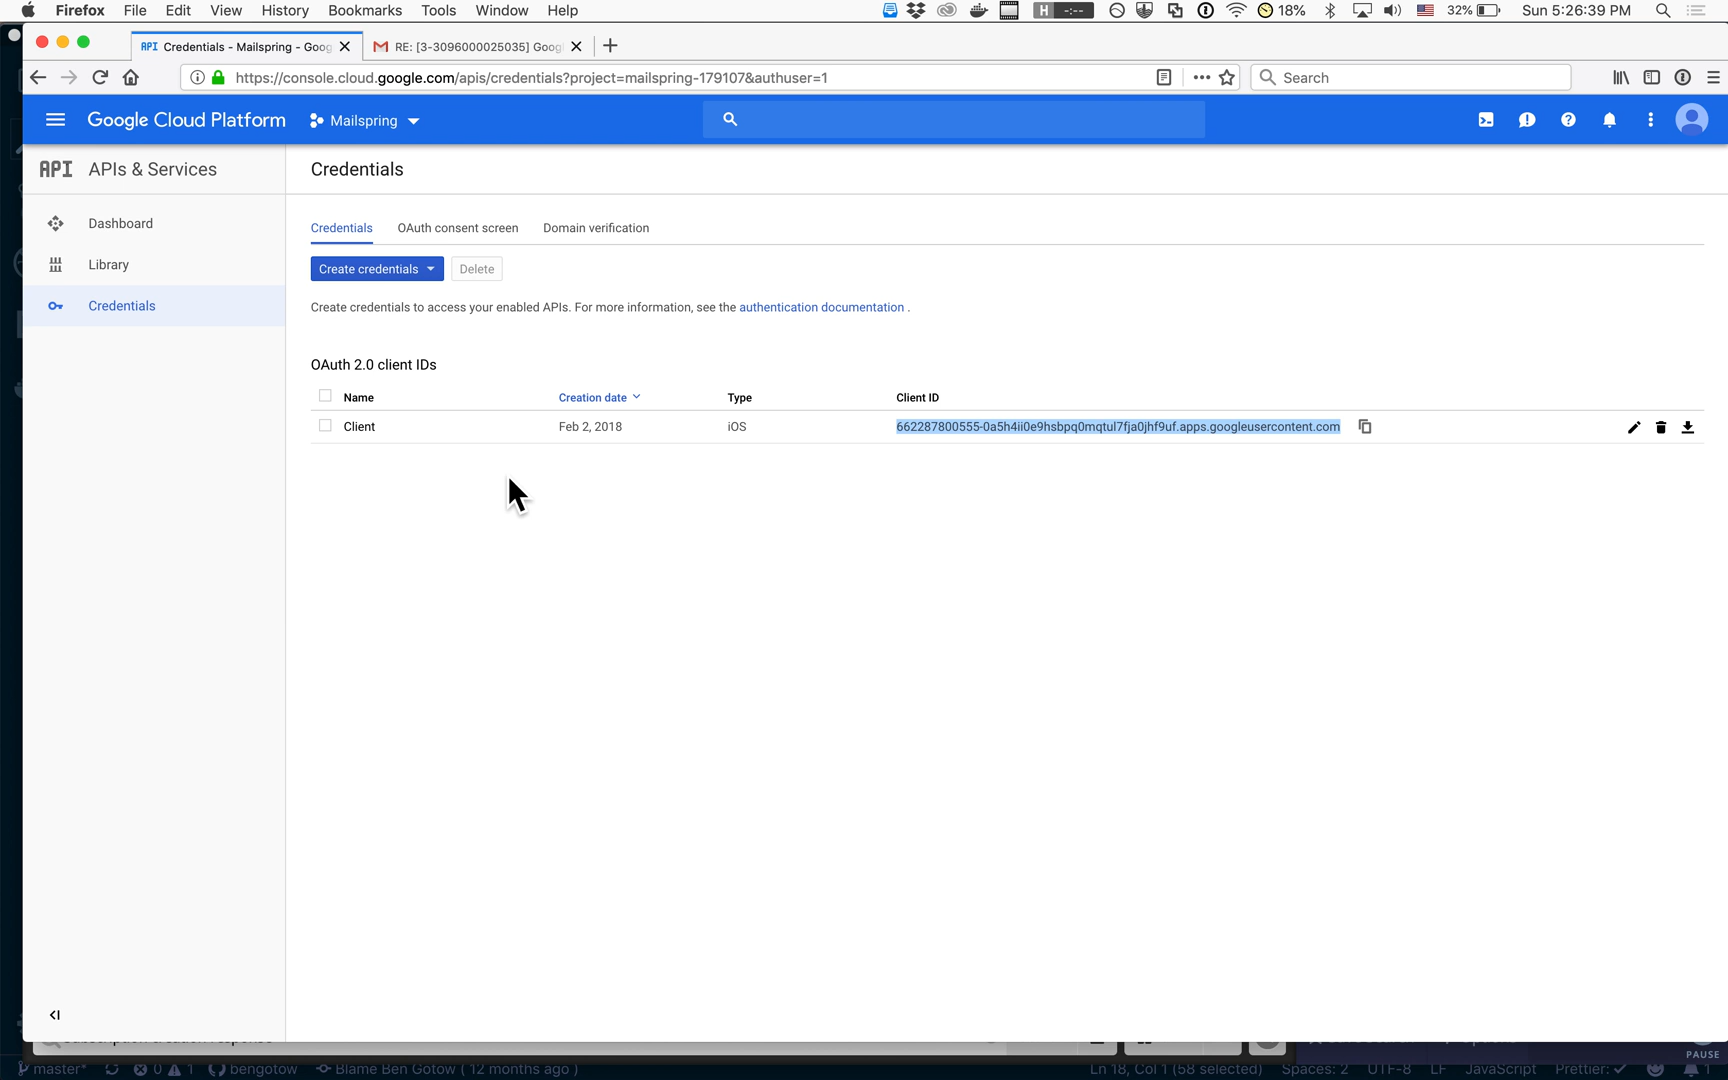 Firefox File Edit View History Bookmarks Tools Window Help H -:-- 18% 32% Sun 5:26:39 PM
API Credentials - Mailspring - Goog RE: [3-3096000025035] Goog
https://console.cloud.google.com/apis/credentials?project=mailspring-179107&authuser=1 Search
Google Cloud Platform Mailspring
API APIs & Services Credentials
Dashboard
Library
Credentials
Credentials OAuth consent screen Domain verification
Create credentials Delete
Create credentials to access your enabled APIs. For more information, see the authentication documentation .
OAuth 2.0 client IDs
Name Creation date Type Client ID
Client Feb 2, 2018 iOS 662287800555-0a5h4ii0e9hsbpq0mqtul7fja0jhf9uf.apps.googleusercontent.com
PAUSE
master* 0 1 bengotow Blame Ben Gotow ( 12 months ago ) Ln 18, Col 1 (58 selected) Spaces: 2 UTF-8 LF JavaScript Prettier: ✓ 1